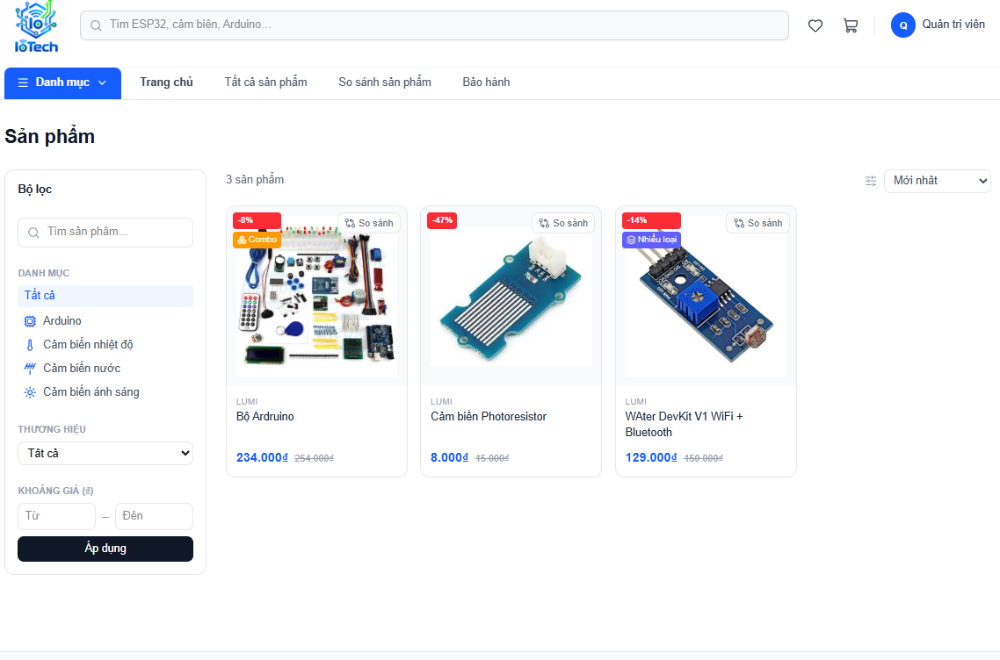 IoTech
Tìm ESP32, cảm biến, Arduino…
Q
Quản trị viên
Danh mục
Trang chủ
Tất cả sản phẩm
So sánh sản phẩm
Bảo hành
Sản phẩm
Bộ lọc
Tìm sản phẩm…
DANH MỤC
Tất cả
Arduino
Cảm biến nhiệt độ
Cảm biến nước
Cảm biến ánh sáng
THƯƠNG HIỆU
Tất cả
KHOẢNG GIÁ (₫)
Từ
–
Đến
Áp dụng
3 sản phẩm
Mới nhất
-8%
Combo
So sánh
LUMI
Bộ Ardruino
234.000₫ 254.000₫
-47%
So sánh
LUMI
Cảm biến Photoresistor
8.000₫ 15.000₫
-14%
Nhiều loại
So sánh
LUMI
WAter DevKit V1 WiFi +
Bluetooth
129.000₫ 150.000₫